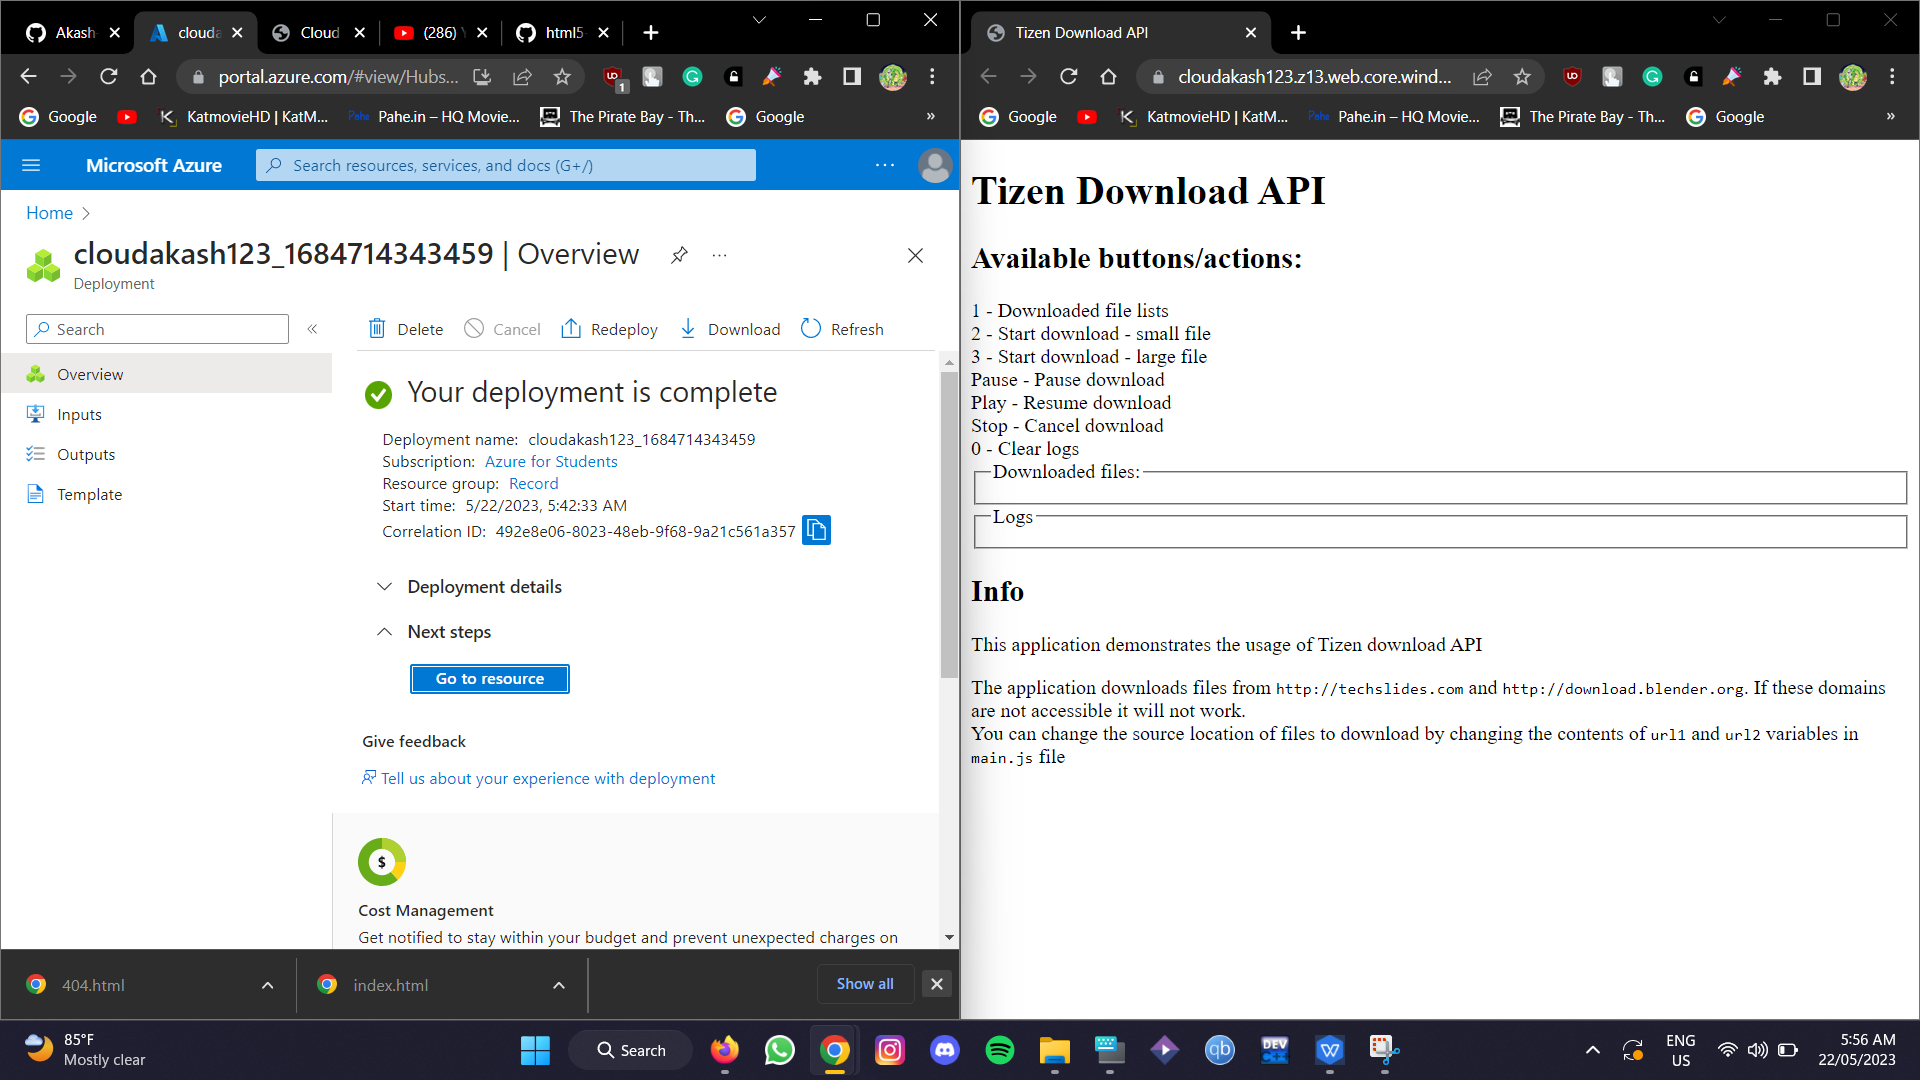 Akash
clouda
Cloud
(286) Y
html5-
portal.azure.com/#view/Hubs...
1
Google
KatmovieHD | KatM...
Pahe Pahe.in – HQ Movie...
The Pirate Bay - Th...
Google
»
Microsoft Azure
Search resources, services, and docs (G+/)
...
Home
cloudakash123_1684714343459 | Overview
...
Deployment
Search
«
Delete
Cancel
Redeploy
Download
Refresh
Overview
Inputs
Outputs
Template
Your deployment is complete
Deployment name: cloudakash123_1684714343459
Subscription: Azure for Students
Resource group: Record
Start time: 5/22/2023, 5:42:33 AM
Correlation ID: 492e8e06-8023-48eb-9f68-9a21c561a357
Deployment details
Next steps
Go to resource
Give feedback
Tell us about your experience with deployment
$
Cost Management
Get notified to stay within your budget and prevent unexpected charges on
404.html
index.html
Show all
Tizen Download API
cloudakash123.z13.web.core.wind...
Google
KatmovieHD | KatM...
Pahe Pahe.in – HQ Movie...
The Pirate Bay - Th...
Google
»
Tizen Download API
Available buttons/actions:
1 - Downloaded file lists
2 - Start download - small file
3 - Start download - large file
Pause - Pause download
Play - Resume download
Stop - Cancel download
0 - Clear logs
Downloaded files:
Logs
Info
This application demonstrates the usage of Tizen download API
The application downloads files from http://techslides.com and http://download.blender.org. If these domains
are not accessible it will not work.
You can change the source location of files to download by changing the contents of url1 and url2 variables in
main.js file
85°F
Mostly clear
Search
qb
DEV
C++
W
ENG
US
5:56 AM
22/05/2023